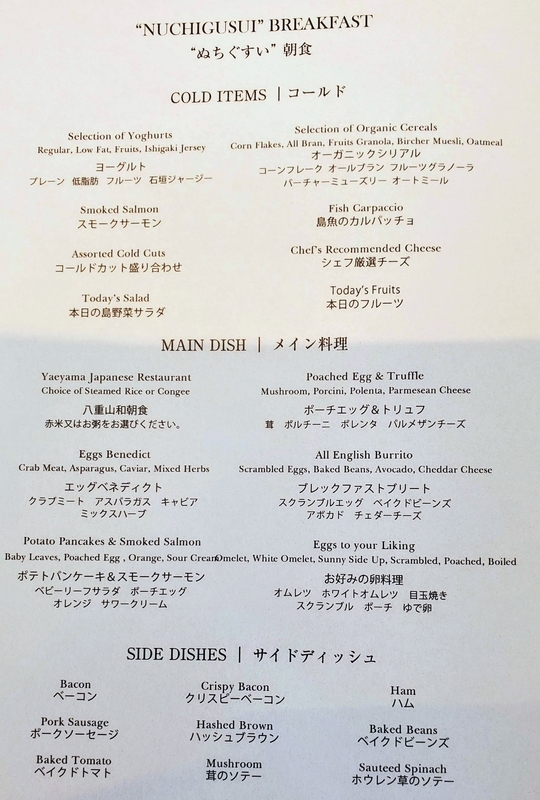 “NUCHIGUSUI” BREAKFAST
“ぬちぐすい” 朝食
COLD ITEMS | コールド
Selection of Yoghurts
Regular, Low Fat, Fruits, Ishigaki Jersey
ヨーグルト
プレーン 低脂肪 フルーツ 石垣ジャージー
Selection of Organic Cereals
Corn Flakes, All Bran, Fruits Granola, Bircher Muesli, Oatmeal
オーガニックシリアル
コーンフレーク オールブラン フルーツグラノーラ
バーチャーミューズリー オートミール
Smoked Salmon
スモークサーモン
Fish Carpaccio
島魚のカルパッチョ
Assorted Cold Cuts
コールドカット盛り合わせ
Chef's Recommended Cheese
シェフ厳選チーズ
Today's Salad
本日の島野菜サラダ
Today's Fruits
本日のフルーツ
MAIN DISH | メイン料理
Yaeyama Japanese Restaurant
Choice of Steamed Rice or Congee
八重山和朝食
赤米又はお粥をお選びください。
Poached Egg & Truffle
Mushroom, Porcini, Polenta, Parmesean Cheese
ポーチエッグ＆トリュフ
茸 ポルチーニ ポレンタ パルメザンチーズ
Eggs Benedict
Crab Meat, Asparagus, Caviar, Mixed Herbs
エッグベネディクト
クラブミート アスパラガス キャビア
ミックスハーブ
All English Burrito
Scrambled Eggs, Baked Beans, Avocado, Cheddar Cheese
ブレックファストブリート
スクランブルエッグ ベイクドビーンズ
アボカド チェダーチーズ
Potato Pancakes & Smoked Salmon
Baby Leaves, Poached Egg , Orange, Sour Cream
ポテトパンケーキ＆スモークサーモン
ベビーリーフサラダ ポーチエッグ
オレンジ サワークリーム
Eggs to your Liking
Omelet, White Omelet, Sunny Side Up, Scrambled, Poached, Boiled
お好みの卵料理
オムレツ ホワイトオムレツ 目玉焼き
スクランブル ポーチ ゆで卵
SIDE DISHES | サイドディッシュ
Bacon
ベーコン
Crispy Bacon
クリスピーベーコン
Ham
ハム
Pork Sausage
ポークソーセージ
Hashed Brown
ハッシュブラウン
Baked Beans
ベイクドビーンズ
Baked Tomato
ベイクドトマト
Mushroom
茸のソテー
Sauteed Spinach
ホウレン草のソテー